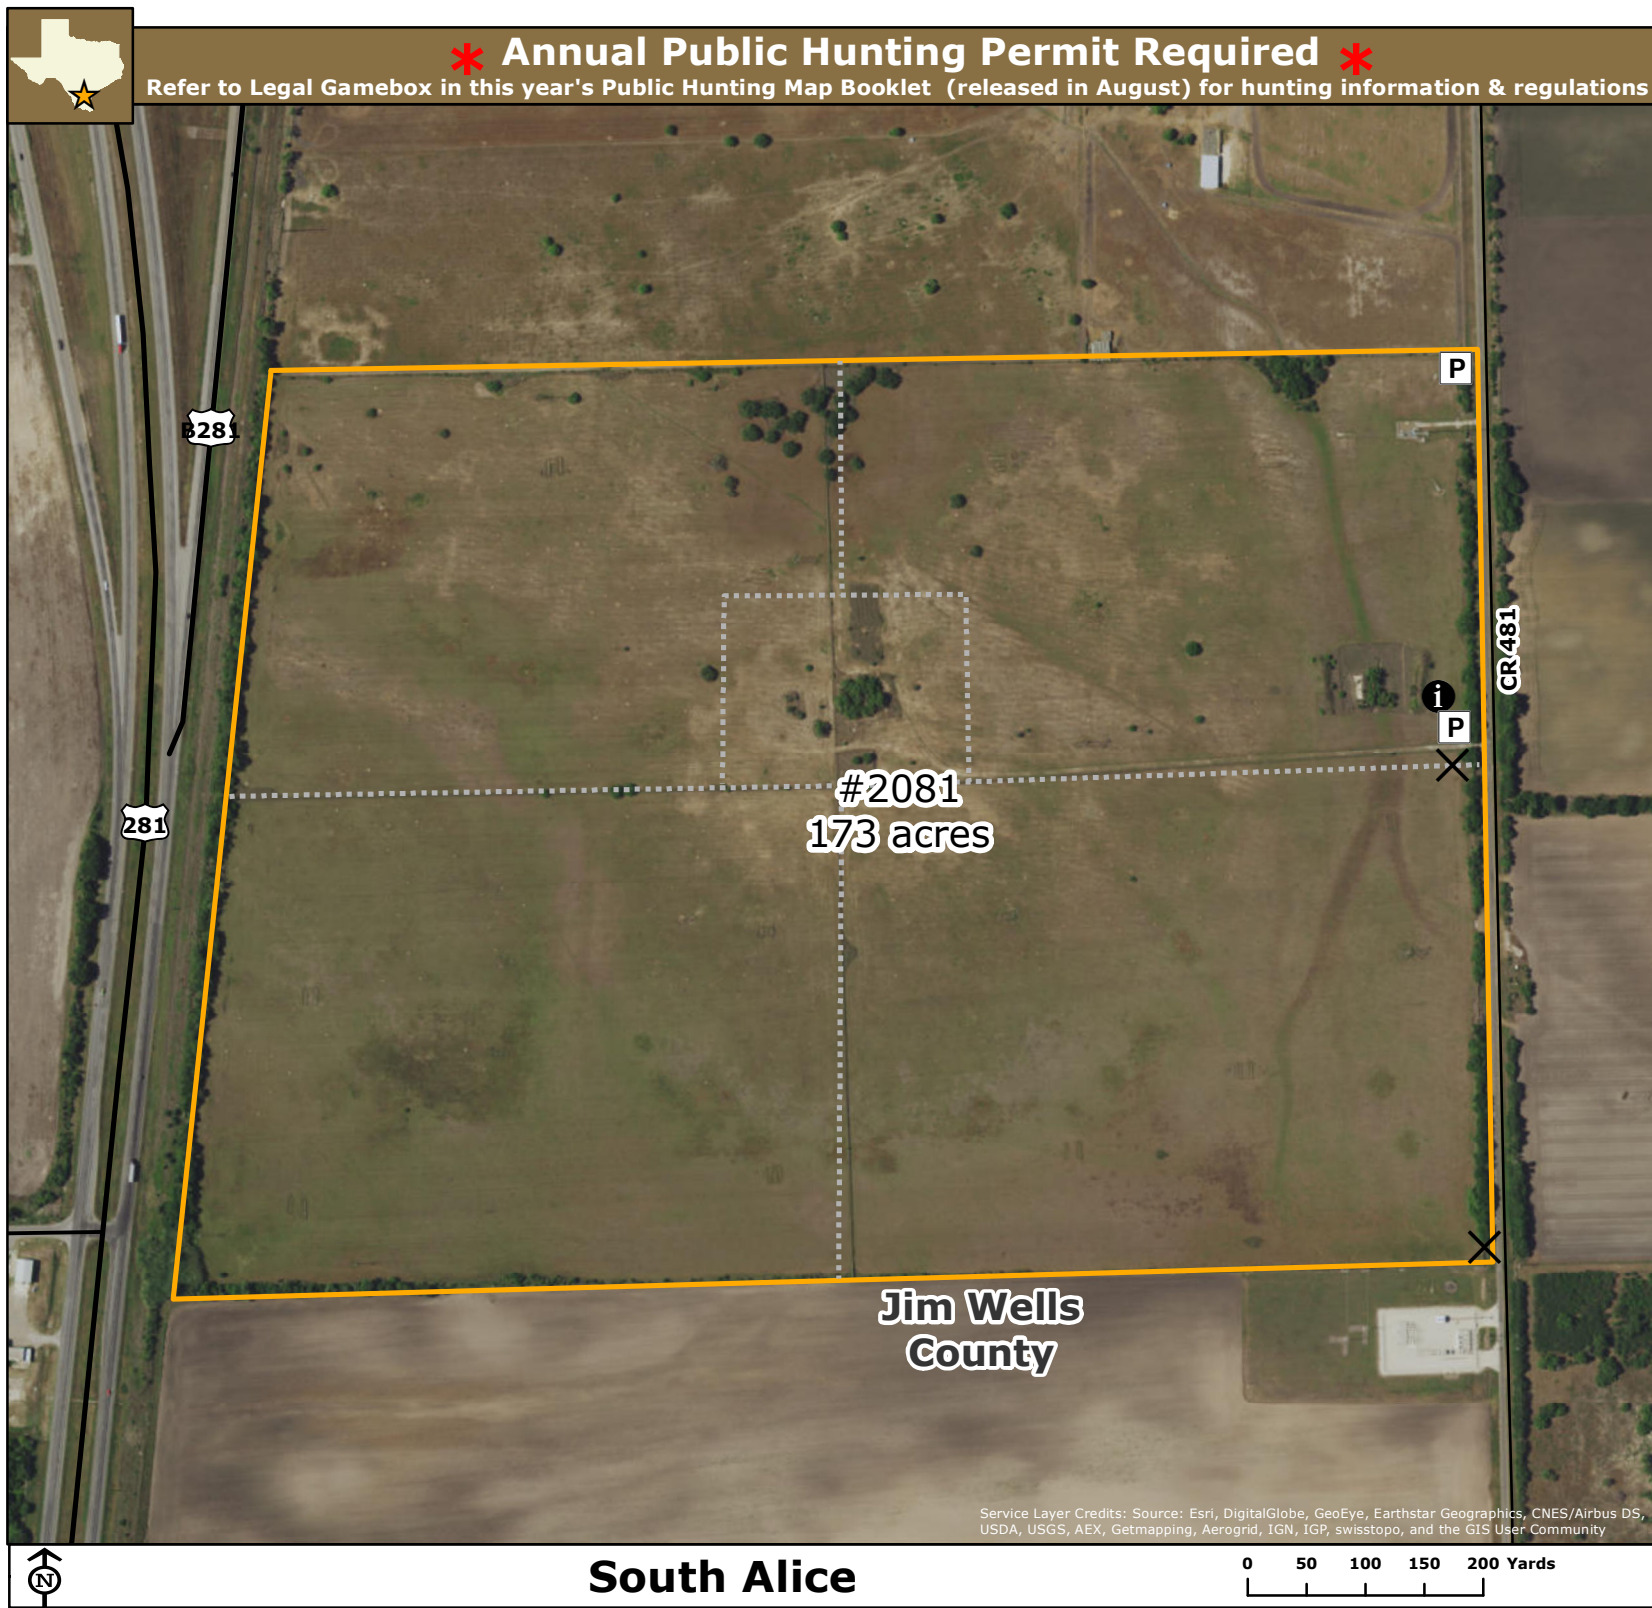 * Annual Public Hunting Permit Required *
Refer to Legal Gamebox in this year's Public Hunting Map Booklet (released in August) for hunting information & regulations
P
B281
CR 481
i
P
#2081
173 acres
281
Jim Wells
County
Service Layer Credits: Source: Esri, DigitalGlobe, GeoEye, Earthstar Geographics, CNES/Airbus DS,
USDA, USGS, AEX, Getmapping, Aerogrid, IGN, IGP, swisstopo, and the GIS User Community
N
South Alice
0 50 100 150 200 Yards